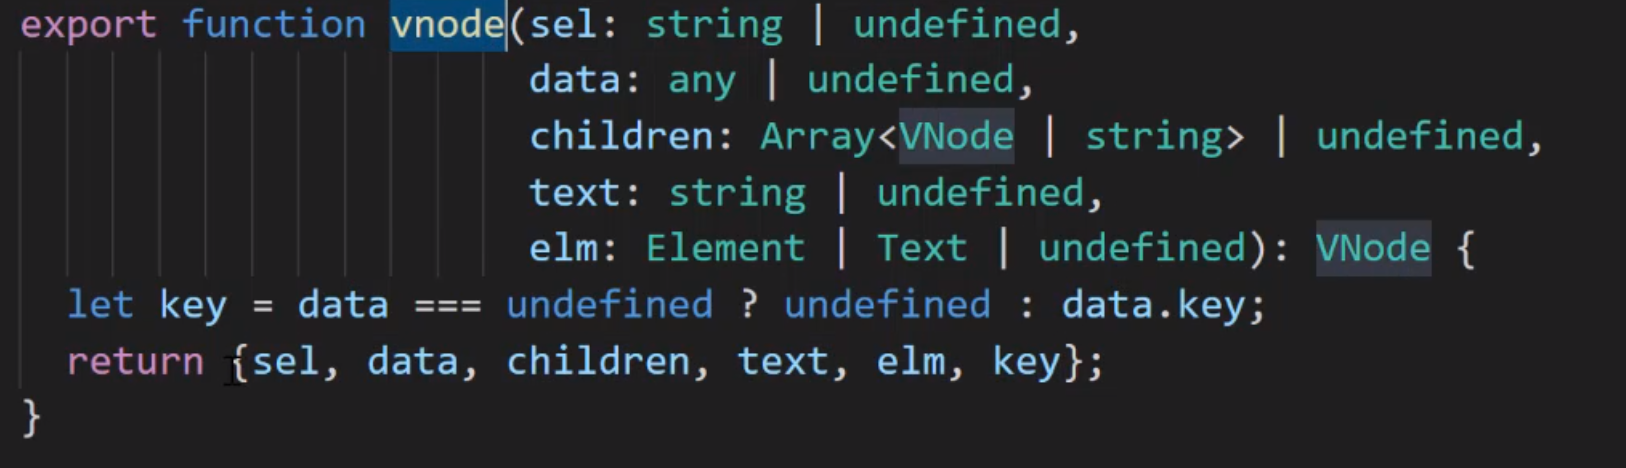 export function vnode(sel: string | undefined,
data: any | undefined,
children: Array<VNode | string> | undefined,
text: string | undefined,
elm: Element | Text | undefined): VNode {
let key = data === undefined ? undefined : data.key;
return {sel, data, children, text, elm, key};
}